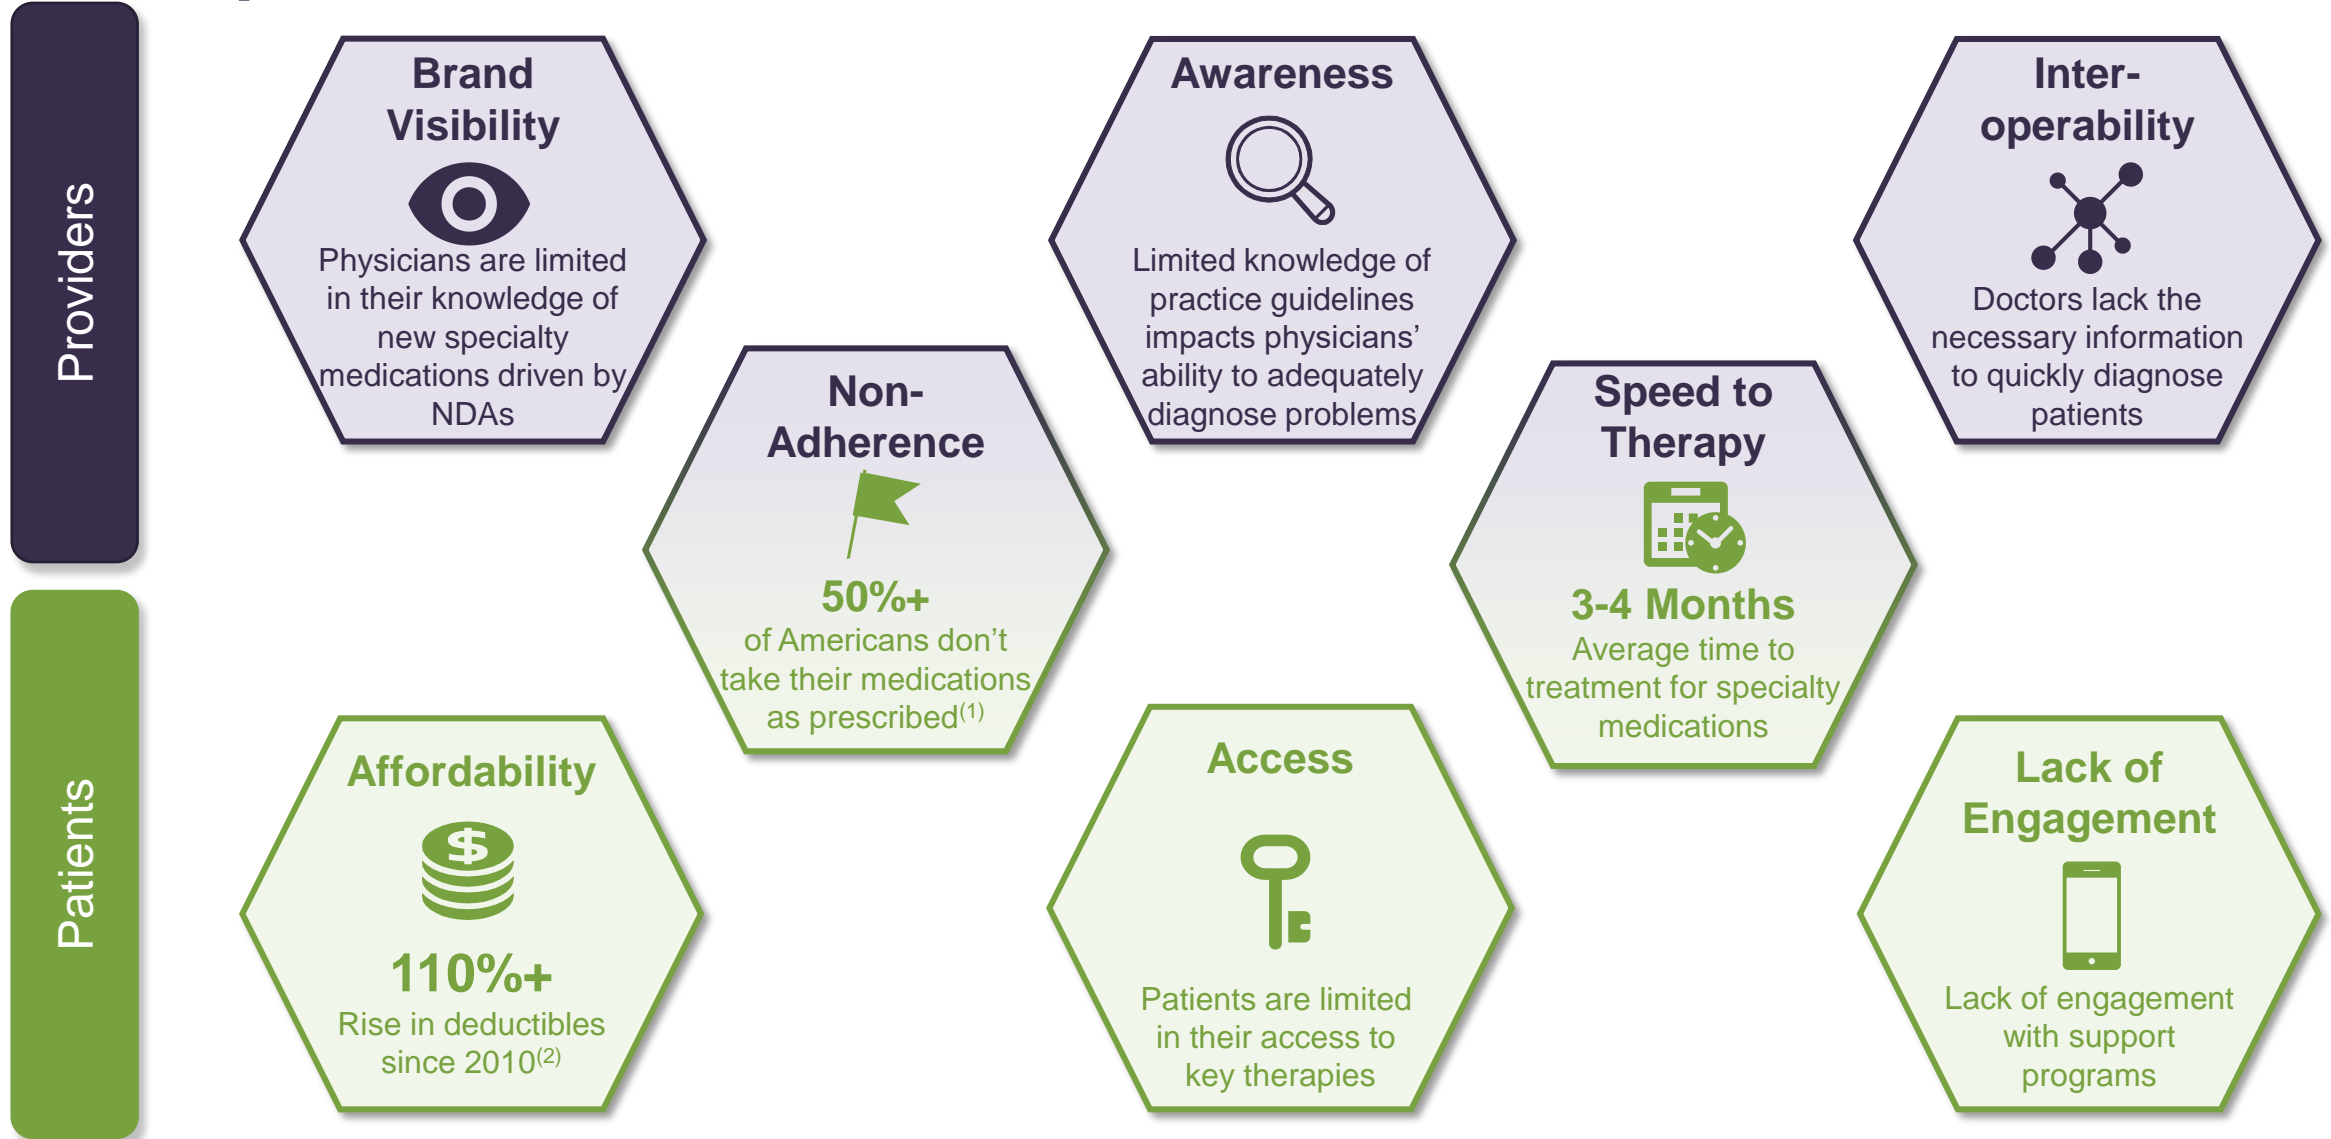 Providers
Brand
Visibility
Physicians are limited
in their knowledge of
new specialty
medications driven by
NDAs
Awareness
Limited knowledge of
practice guidelines
impacts physicians’
ability to adequately
diagnose problems
Inter-
operability
Doctors lack the
necessary information
to quickly diagnose
patients
Non-
Adherence
50%+
of Americans don’t
take their medications
as prescribed(1)
Speed to
Therapy
3-4 Months
Average time to
treatment for specialty
medications
Patients
Affordability
$
110%+
Rise in deductibles
since 2010(2)
Access
Patients are limited
in their access to
key therapies
Lack of
Engagement
Lack of engagement
with support
programs